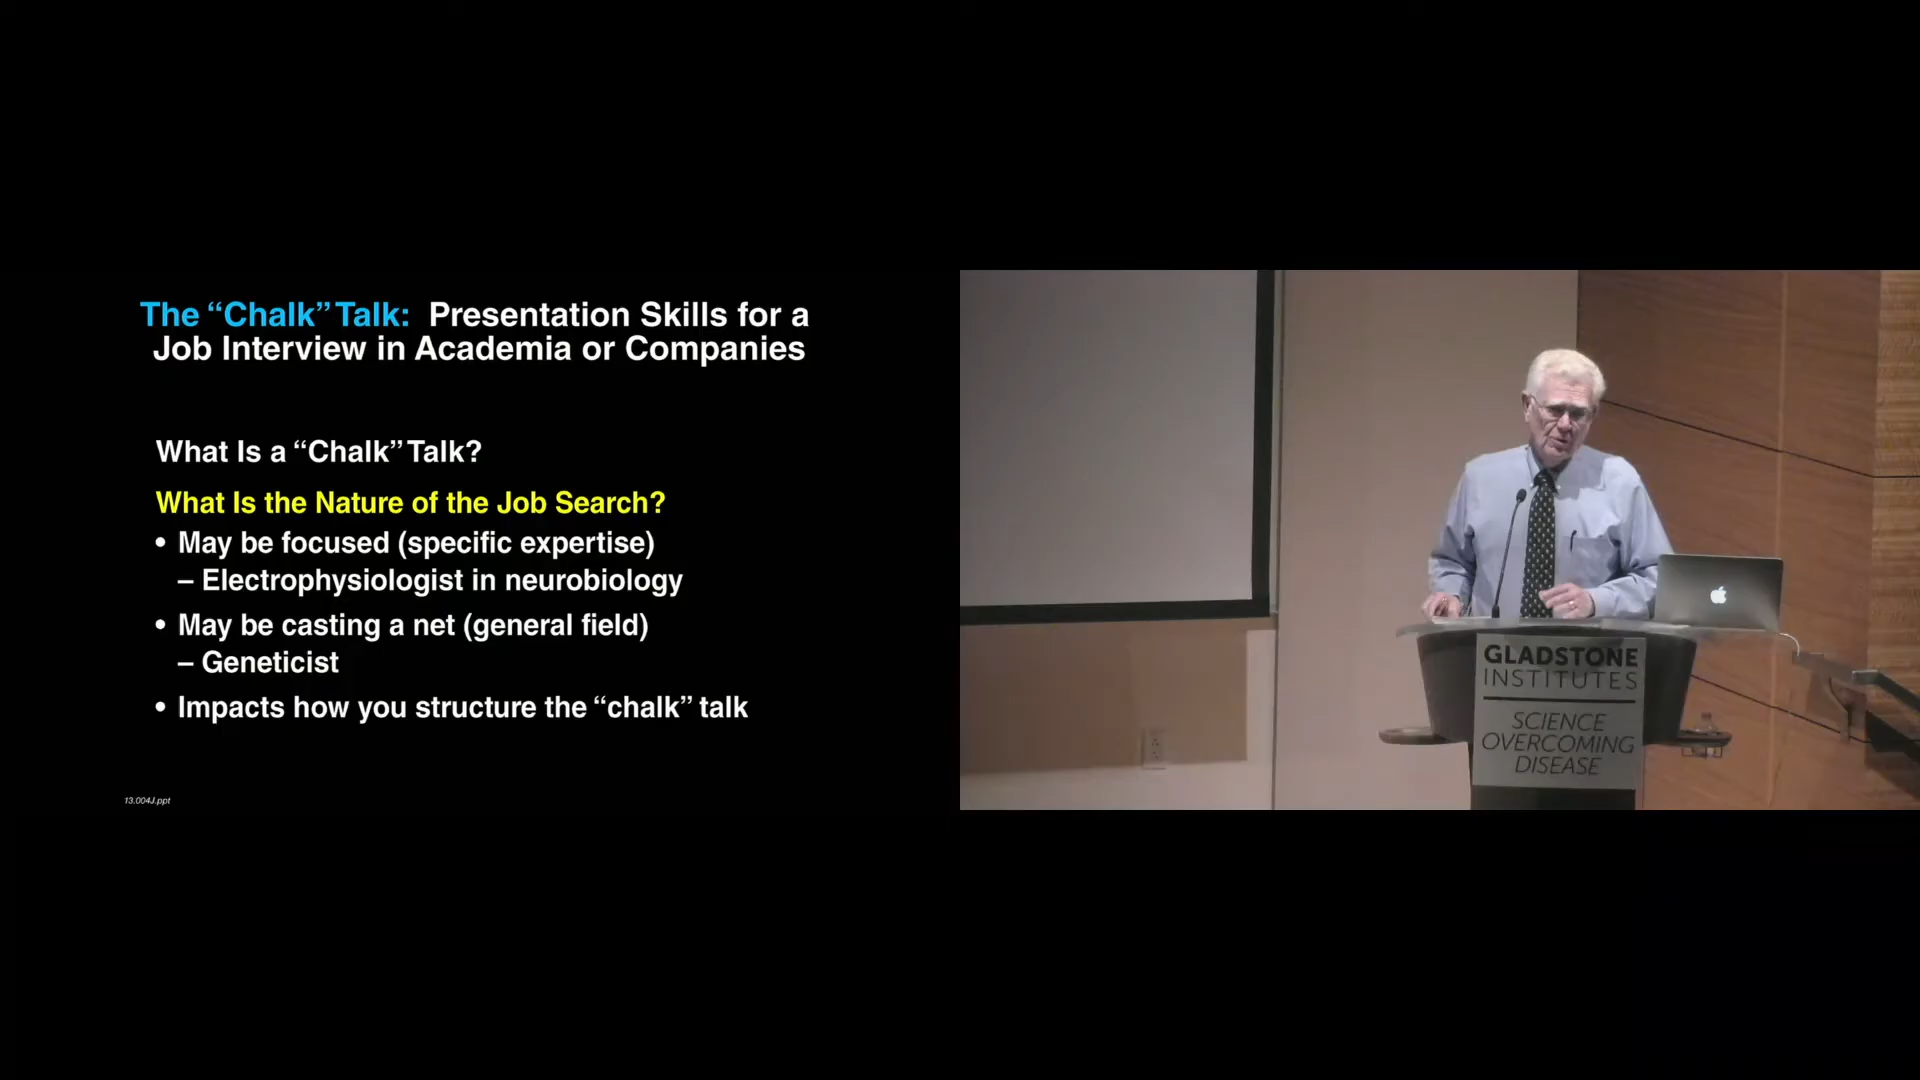 The “Chalk” Talk: Presentation Skills for a
Job Interview in Academia or Companies
What Is a “Chalk” Talk?
What Is the Nature of the Job Search?
• May be focused (specific expertise)
– Electrophysiologist in neurobiology
• May be casting a net (general field)
– Geneticist
• Impacts how you structure the “chalk” talk
13.004J.ppt
GLADSTONE
INSTITUTES
SCIENCE
OVERCOMING
DISEASE